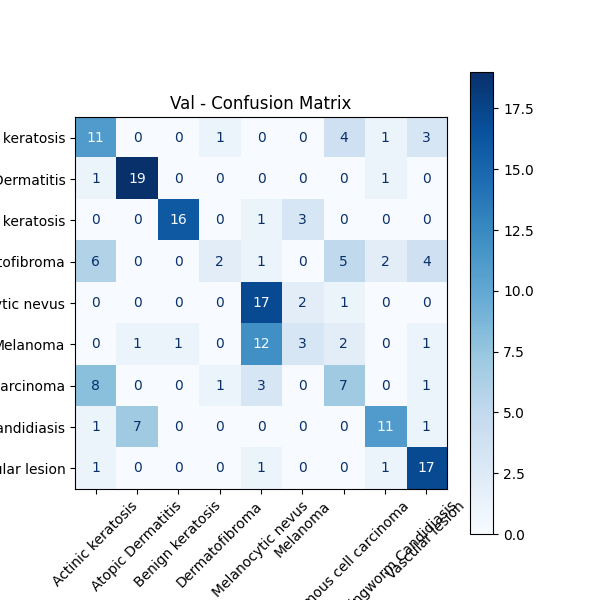 Val - Confusion Matrix
keratosis 11 0 0 1 0 0 4 1 3
Dermatitis 1 19 0 0 0 0 0 1 0
keratosis 0 0 16 0 1 3 0 0 0
tofibroma 6 0 0 2 1 0 5 2 4
ytic nevus 0 0 0 0 17 2 1 0 0
Melanoma 0 1 1 0 12 3 2 0 1
arcinoma 8 0 0 1 3 0 7 0 1
andidiasis 1 7 0 0 0 0 0 11 1
ular lesion 1 0 0 0 1 0 0 1 17
Actinic keratosis
Atopic Dermatitis
Benign keratosis
Dermatofibroma
Melanocytic nevus
Melanoma
mous cell carcinoma
ngworm Candidiasis
Vascular lesion
17.5
15.0
12.5
10.0
7.5
5.0
2.5
0.0